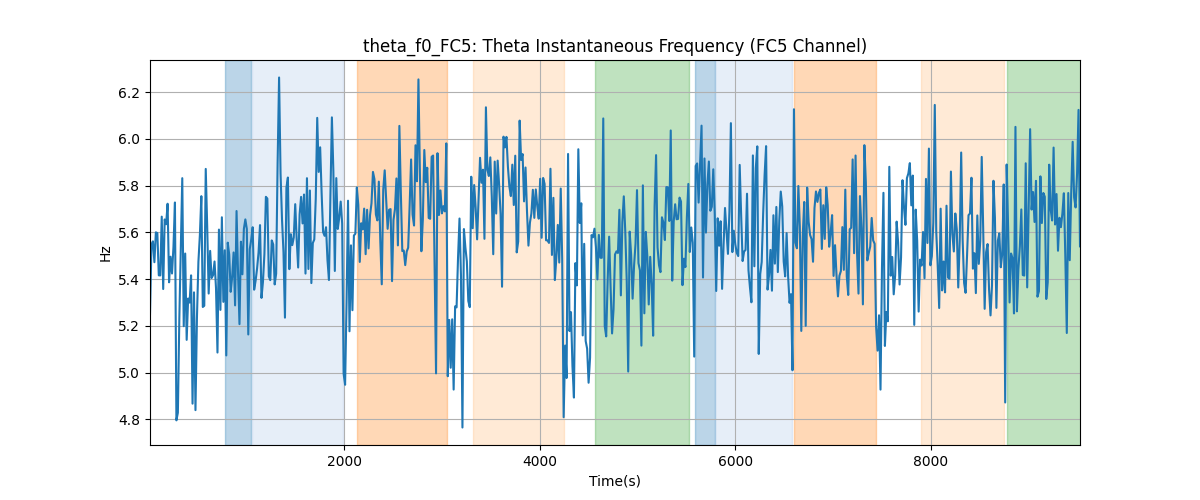 theta_f0_FC5: Theta Instantaneous Frequency (FC5 Channel)
6.2
6.0
5.8
5.6
5.4
5.2
5.0
4.8
Hz
2000 4000 6000 8000
Time(s)